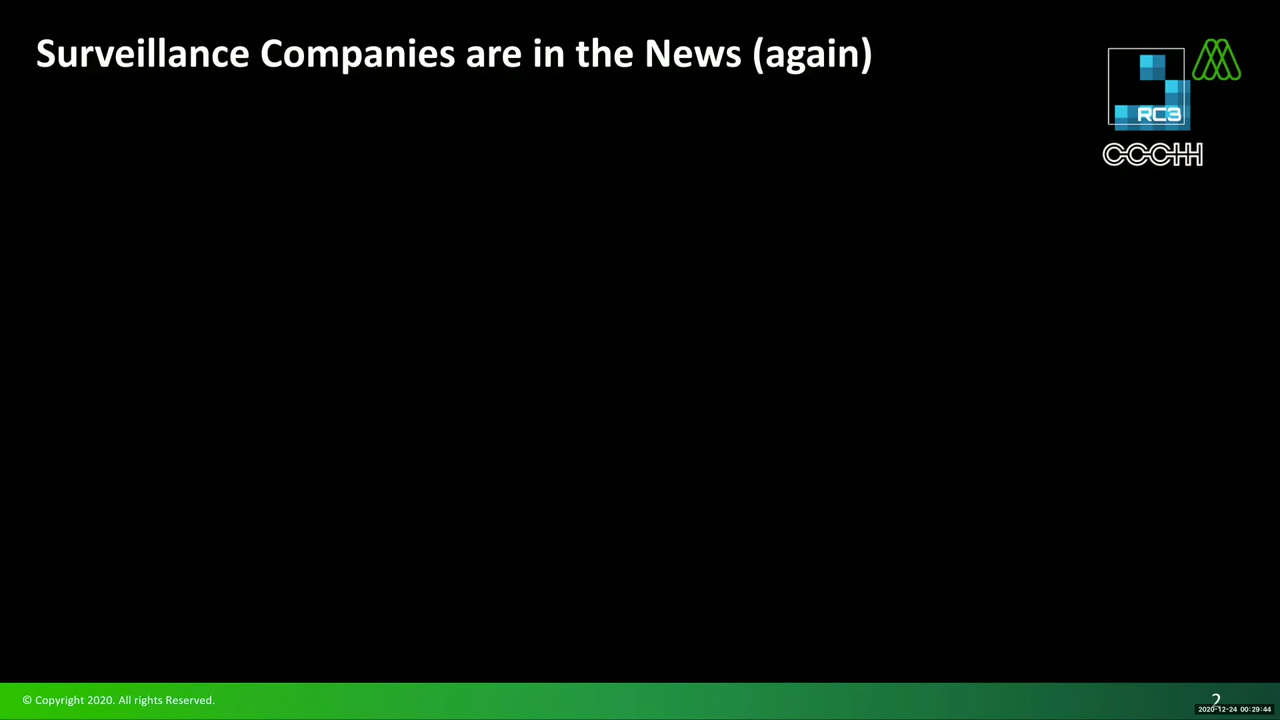 Surveillance Companies are in the News (again)
RC3
CCCHH
© Copyright 2020. All rights Reserved.
2
2020-12-24 00:29:44